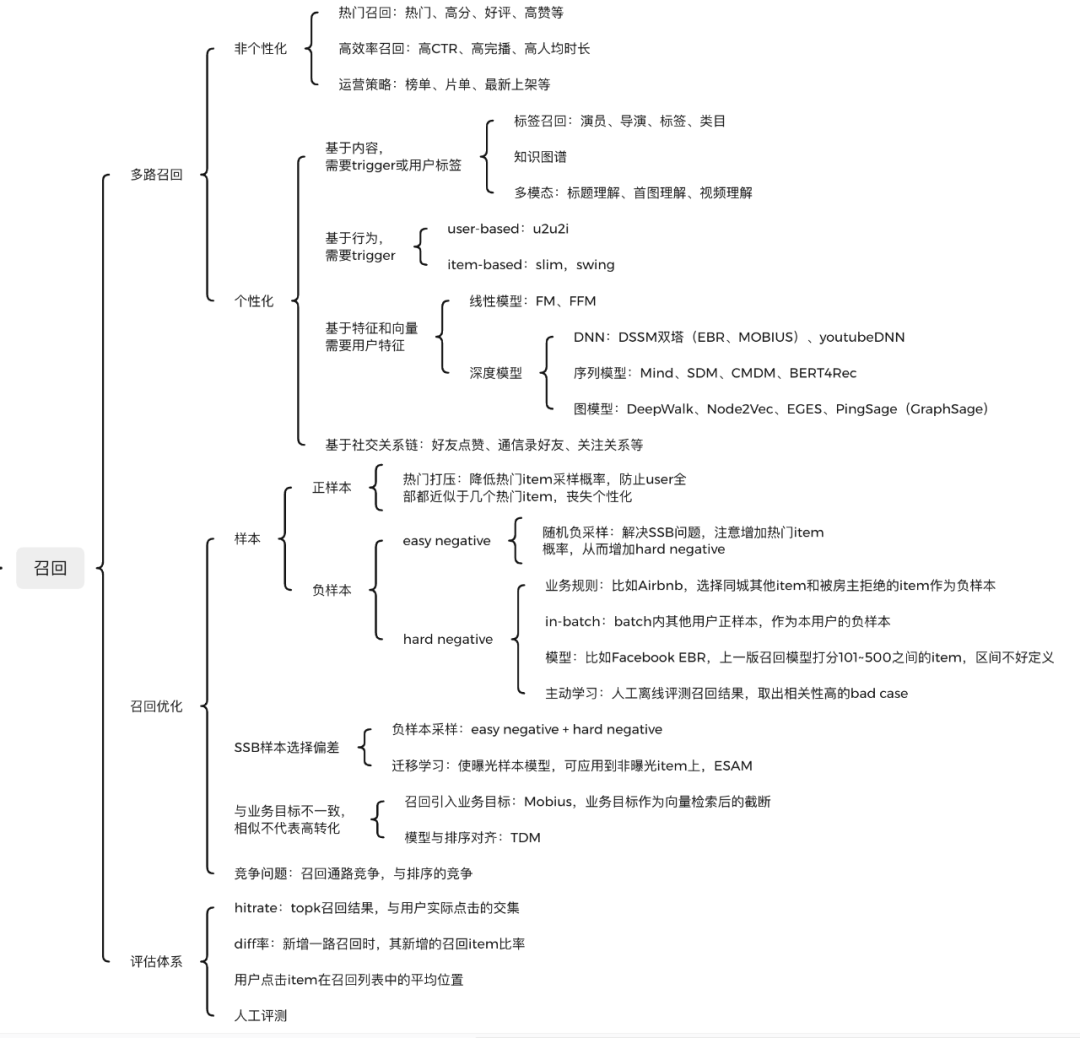 召回
多路召回
非个性化
热门召回：热门、高分、好评、高赞等
高效率召回：高CTR、高完播、高人均时长
运营策略：榜单、片单、最新上架等
个性化
基于内容，
需要trigger或用户标签
标签召回：演员、导演、标签、类目
知识图谱
多模态：标题理解、首图理解、视频理解
基于行为，
需要trigger
user-based：u2u2i
item-based：slim，swing
基于特征和向量
需要用户特征
线性模型：FM、FFM
深度模型
DNN：DSSM双塔（EBR、MOBIUS）、youtubeDNN
序列模型：Mind、SDM、CMDM、BERT4Rec
图模型：DeepWalk、Node2Vec、EGES、PingSage（GraphSage）
基于社交关系链：好友点赞、通信录好友、关注关系等
召回优化
样本
正样本
热门打压：降低热门item采样概率，防止user全
部都近似于几个热门item，丧失个性化
负样本
easy negative
随机负采样：解决SSB问题，注意增加热门item
概率，从而增加hard negative
hard negative
业务规则：比如Airbnb，选择同城其他item和被房主拒绝的item作为负样本
in-batch：batch内其他用户正样本，作为本用户的负样本
模型：比如Facebook EBR，上一版召回模型打分101~500之间的item，区间不好定义
主动学习：人工离线评测召回结果，取出相关性高的bad case
SSB样本选择偏差
负样本采样：easy negative + hard negative
迁移学习：使曝光样本模型，可应用到非曝光item上，ESAM
与业务目标不一致，
相似不代表高转化
召回引入业务目标：Mobius，业务目标作为向量检索后的截断
模型与排序对齐：TDM
竞争问题：召回通路竞争，与排序的竞争
评估体系
hitrate：topk召回结果，与用户实际点击的交集
diff率：新增一路召回时，其新增的召回item比率
用户点击item在召回列表中的平均位置
人工评测